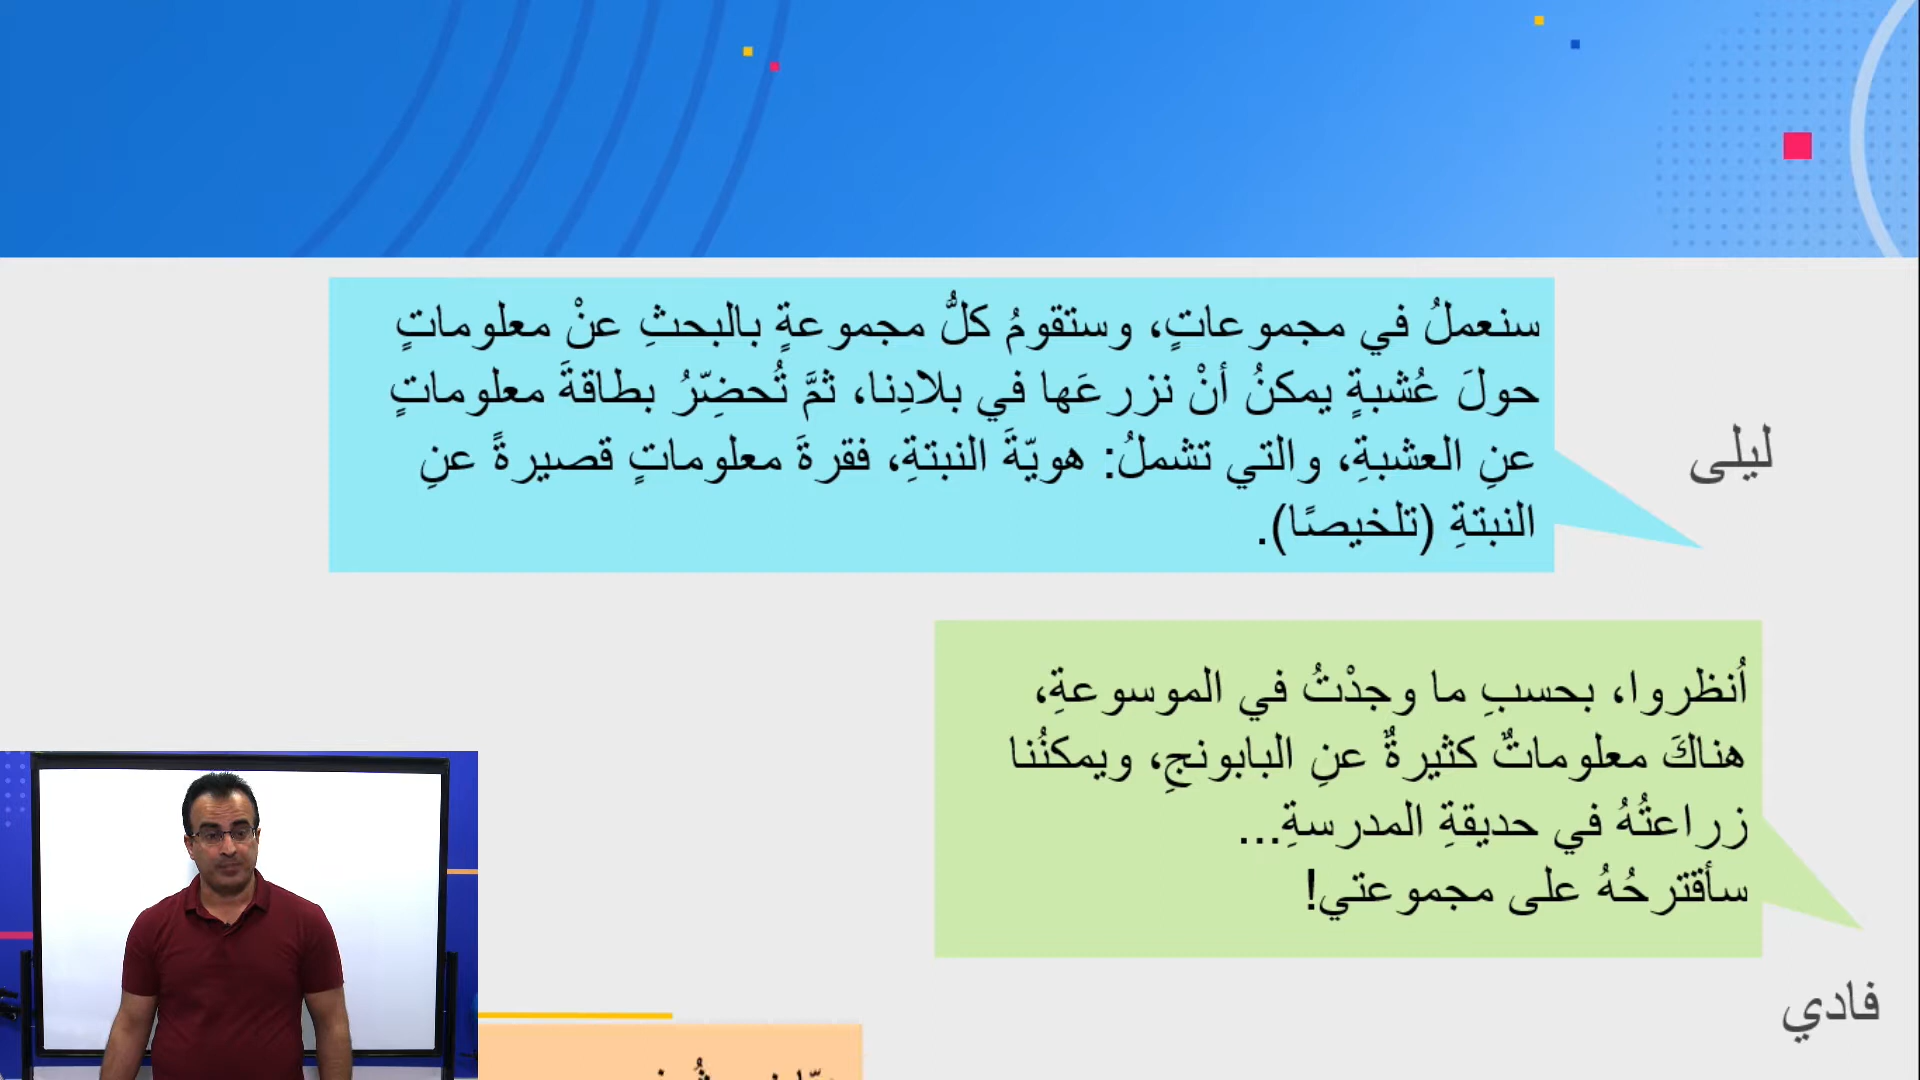 سنعملُ في مجموعاتٍ، وستقومُ كلُّ مجموعةٍ بالبحثِ عنْ معلوماتٍ
حولَ عُشبةٍ يمكنُ أنْ نزرعَها في بلادِنا، ثمَّ تُحضِّرُ بطاقةَ معلوماتٍ
عنِ العشبةِ، والتي تشملُ: هويّةَ النبتةِ، فقرةَ معلوماتٍ قصيرةً عنِ
النبتةِ (تلخيصًا).
ليلى
اُنظروا، بحسبِ ما وجدْتُ في الموسوعةِ،
هناكَ معلوماتٌ كثيرةٌ عنِ البابونجِ، ويمكنُنا
زراعتُهُ في حديقةِ المدرسةِ...
سأقترحُهُ على مجموعتي!
فادي